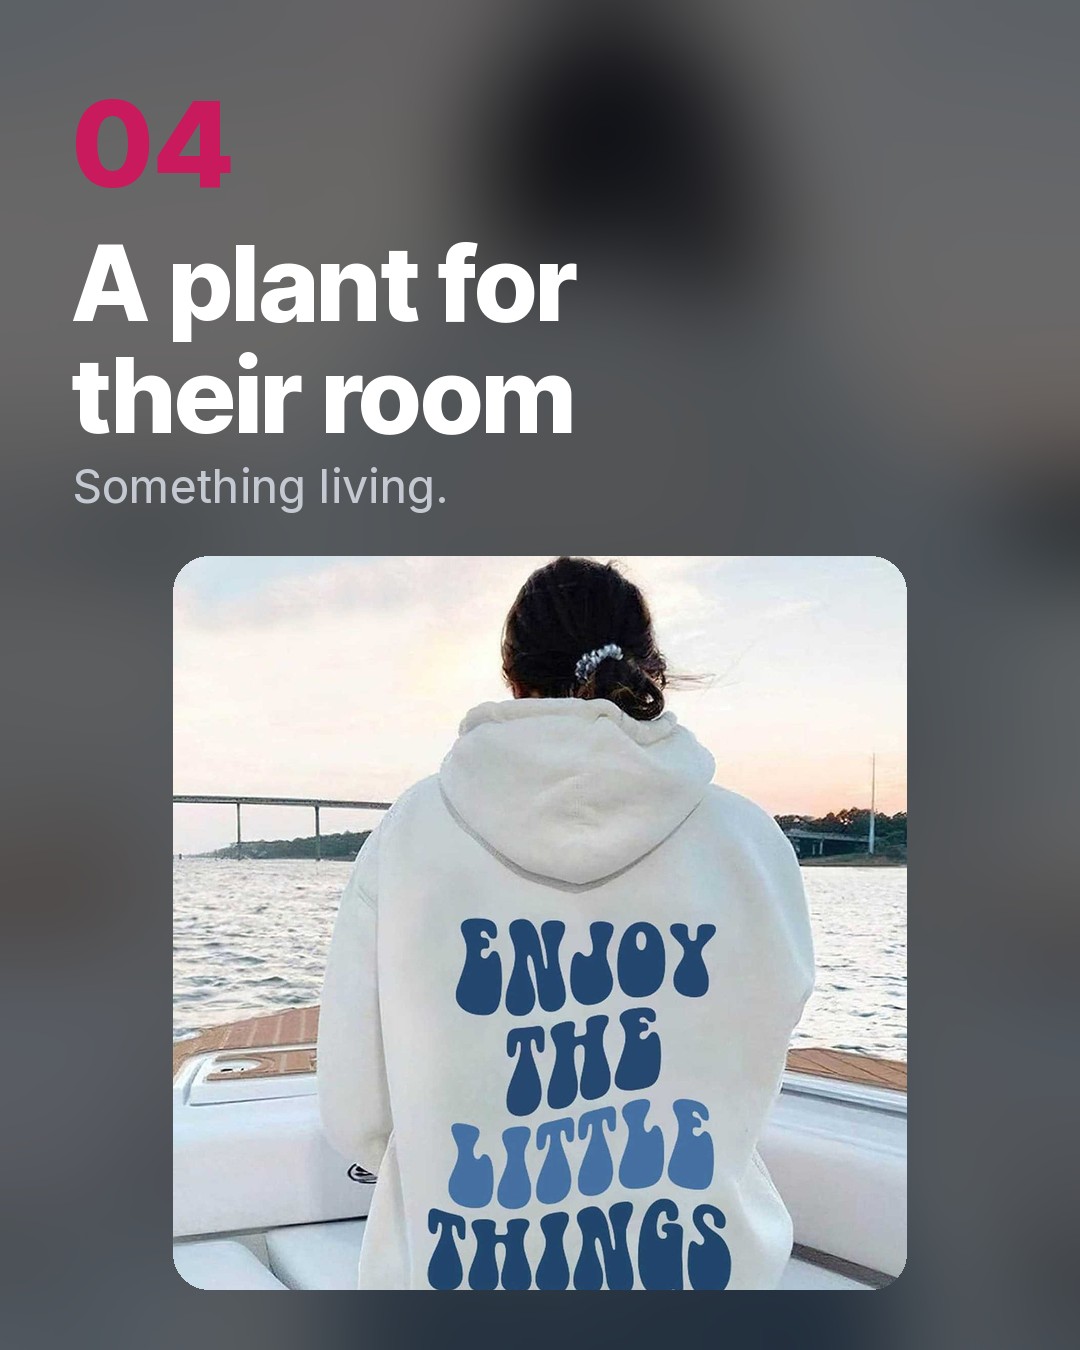 04
A plant for
their room
Something living.
ENJOY
THE
LITTLE
THINGS